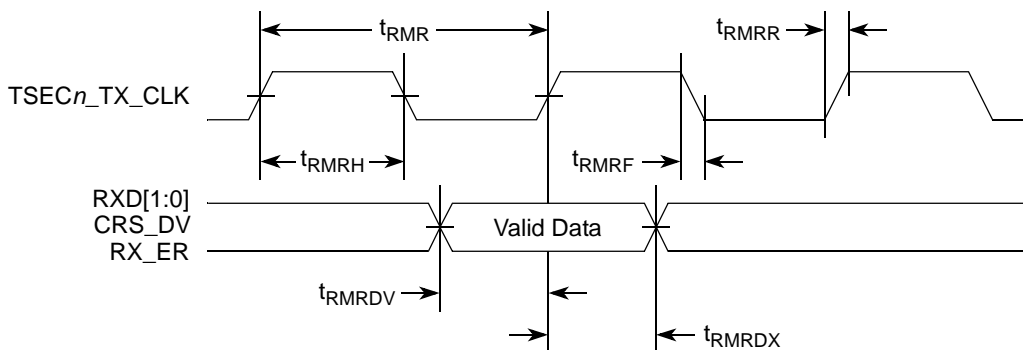 tRMR
tRMRR
TSECn_TX_CLK
tRMRH
tRMRF
RXD[1:0]
CRS_DV
Valid Data
RX_ER
tRMRDV
tRMRDX